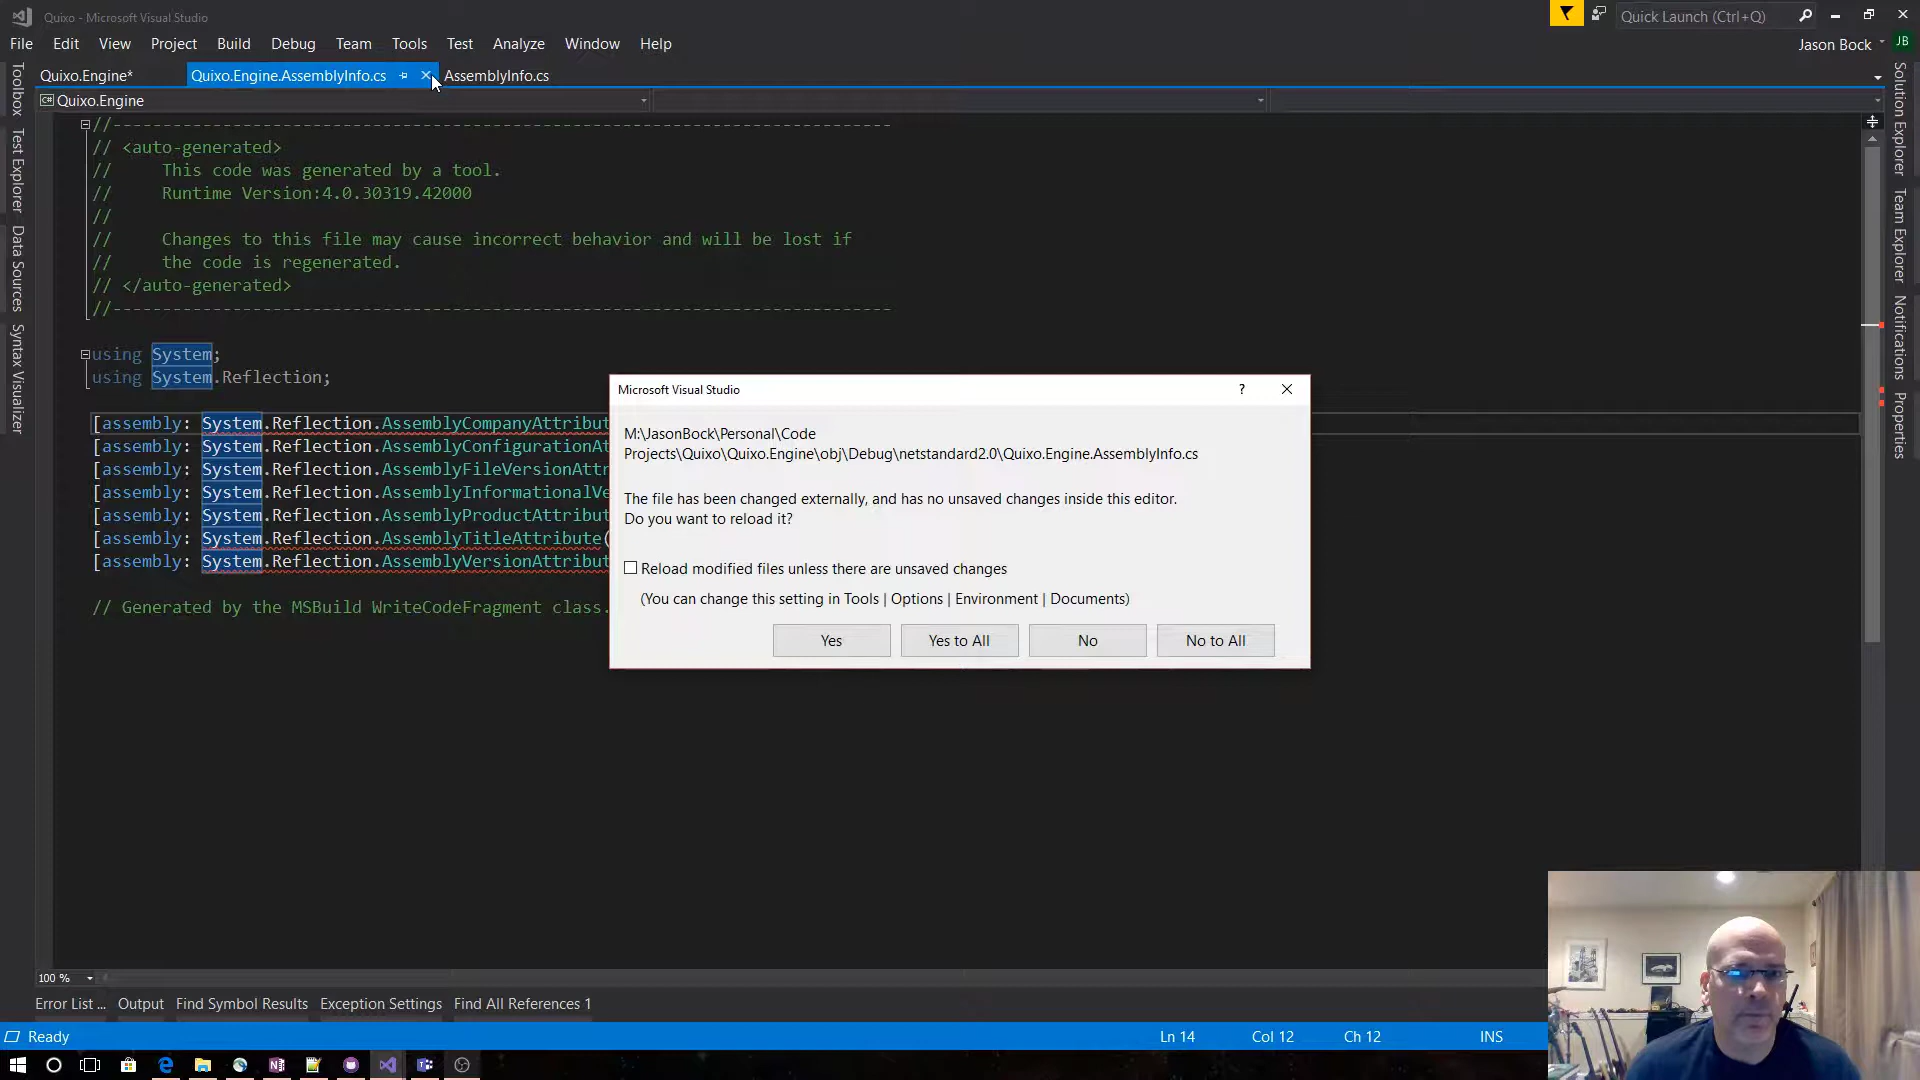 Quixo - Microsoft Visual Studio
Quick Launch (Ctrl+Q)
File Edit View Project Build Debug Team Tools Test Analyze Window Help
Jason Bock
JB
Quixo.Engine*
Quixo.Engine.AssemblyInfo.cs
AssemblyInfo.cs
C# Quixo.Engine
Toolbox
Test Explorer
Data Sources
Syntax Visualizer
//------------------------------------------------------------------------------
// <auto-generated>
//     This code was generated by a tool.
//     Runtime Version:4.0.30319.42000
//
//     Changes to this file may cause incorrect behavior and will be lost if
//     the code is regenerated.
// </auto-generated>
//------------------------------------------------------------------------------
using System;
using System.Reflection;
[assembly: System.Reflection.AssemblyCompanyAttribut
[assembly: System.Reflection.AssemblyConfigurationAt
[assembly: System.Reflection.AssemblyFileVersionAttr
[assembly: System.Reflection.AssemblyInformationalVe
[assembly: System.Reflection.AssemblyProductAttribut
[assembly: System.Reflection.AssemblyTitleAttribute(
[assembly: System.Reflection.AssemblyVersionAttribut
// Generated by the MSBuild WriteCodeFragment class.
Microsoft Visual Studio
?
M:\JasonBock\Personal\Code
Projects\Quixo\Quixo.Engine\obj\Debug\netstandard2.0\Quixo.Engine.AssemblyInfo.cs
The file has been changed externally, and has no unsaved changes inside this editor.
Do you want to reload it?
Reload modified files unless there are unsaved changes
(You can change this setting in Tools | Options | Environment | Documents)
Yes
Yes to All
No
No to All
Solution Explorer
Team Explorer
Notifications
Properties
100 %
Error List ...
Output
Find Symbol Results
Exception Settings
Find All References 1
Ready
Ln 14
Col 12
Ch 12
INS